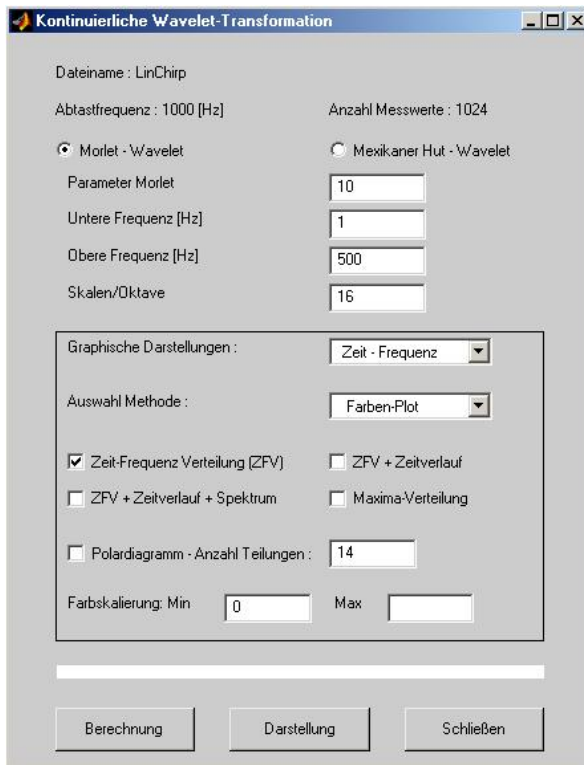 Kontinuierliche Wavelet-Transformation
Dateiname : LinChirp
Abtastfrequenz : 1000 [Hz] Anzahl Messwerte : 1024
Morlet - Wavelet Mexikaner Hut - Wavelet
Parameter Morlet 10
Untere Frequenz [Hz] 1
Obere Frequenz [Hz] 500
Skalen/Oktave 16
Graphische Darstellungen : Zeit - Frequenz
Auswahl Methode : Farben-Plot
Zeit-Frequenz Verteilung (ZFV) ZFV + Zeitverlauf
ZFV + Zeitverlauf + Spektrum Maxima-Verteilung
Polardiagramm - Anzahl Teilungen : 14
Farbskalierung: Min 0 Max
Berechnung Darstellung Schließen